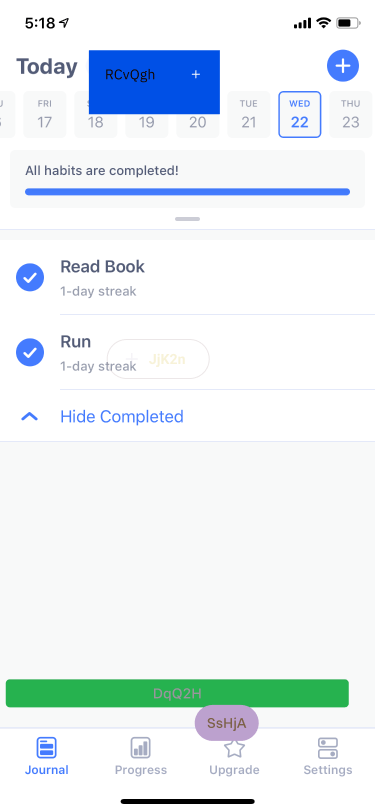 5:18
Today
RCvQgh +
FRI TUE WED THU
17 18 19 20 21 22 23
All habits are completed!
Read Book
1-day streak
Run
1-day streak
+ JjK2n
Hide Completed
DqQ2H
SsHjA
Journal Progress Upgrade Settings